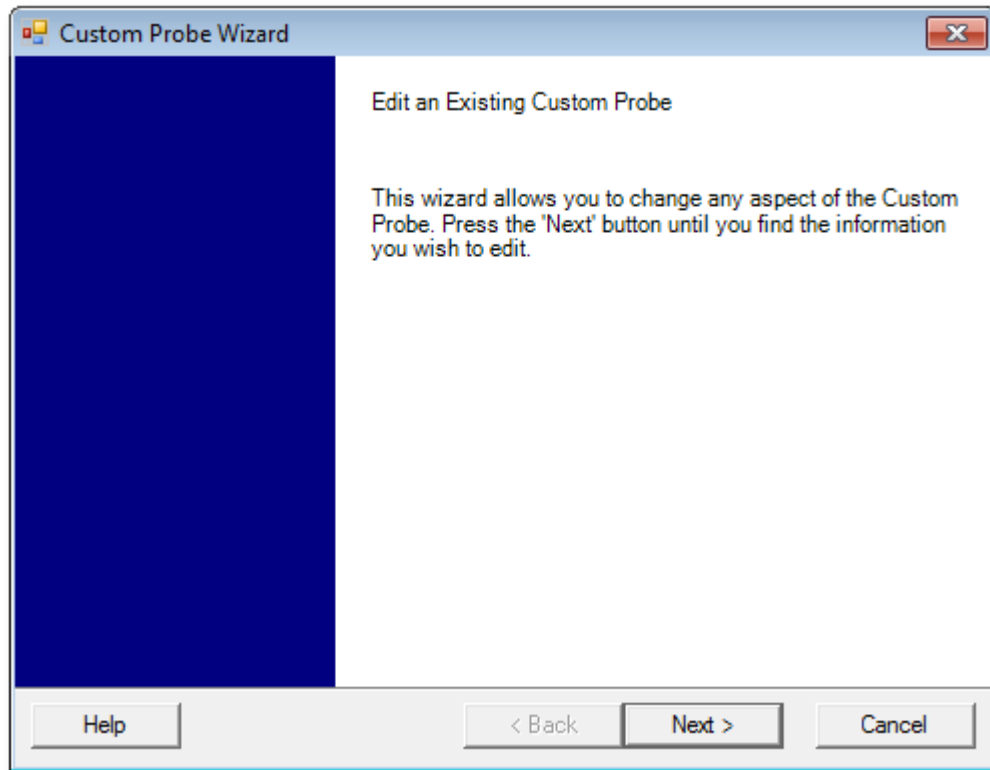 Custom Probe Wizard
Edit an Existing Custom Probe
This wizard allows you to change any aspect of the Custom
Probe. Press the 'Next' button until you find the information
you wish to edit.
Help
< Back
Next >
Cancel